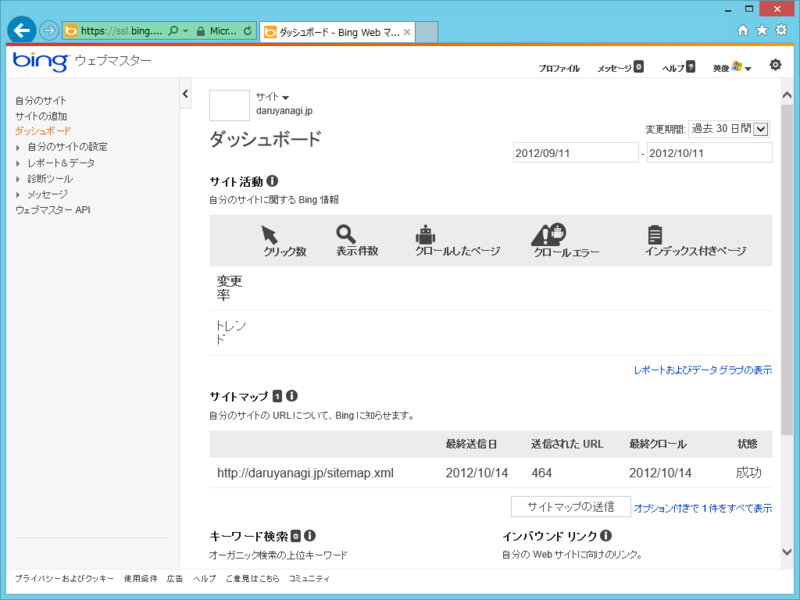 https://ssl.bing.... Micr...
ダッシュボード - Bing Web マ...
bing ウェブマスター
プロファイル メッセージ 0 ヘルプ ? 英俊
自分のサイト
サイトの追加
ダッシュボード
自分のサイトの設定
レポート&データ
診断ツール
メッセージ
ウェブマスター API
サイト
daruyanagi.jp
ダッシュボード
変更期間: 過去 30 日間
2012/09/11 - 2012/10/11
サイト活動
自分のサイトに関する Bing 情報
クリック数 表示件数 クロールしたページ クロールエラー インデックス付きページ
変更
率
トレン
ド
レポートおよびデータ グラフの表示
サイトマップ 1
自分のサイトの URL について、Bing に知らせます。
最終送信日 送信された URL 最終クロール 状態
http://daruyanagi.jp/sitemap.xml 2012/10/14 464 2012/10/14 成功
サイトマップの送信 オプション付きで 1 件をすべて表示
キーワード検索 0 インバウンド リンク
オーガニック検索の上位キーワード 自分の Web サイトに向けのリンク。
プライバシーおよびクッキー 使用条件 広告 ヘルプ ご意見はこちら コミュニティ